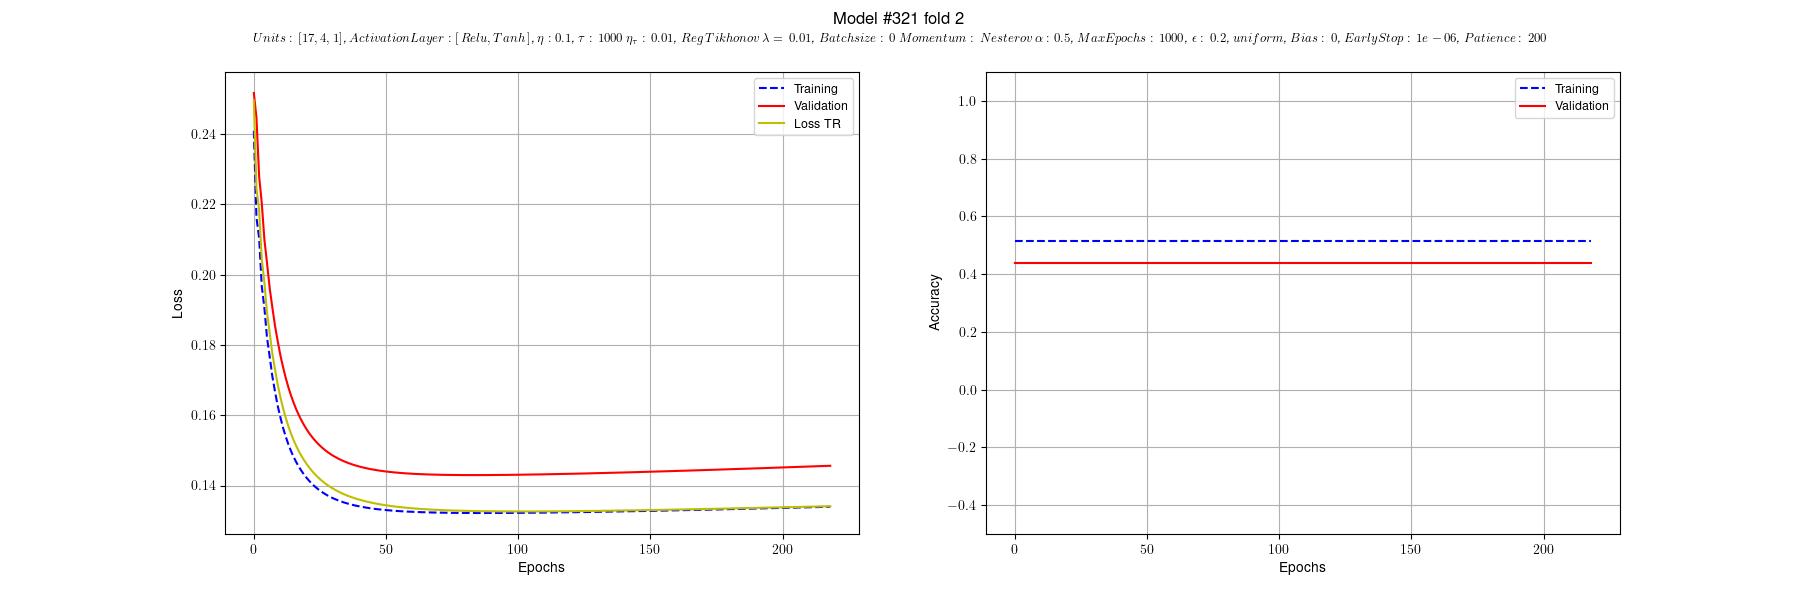 Model #321 fold 2
Units : [17, 4, 1], ActivationLayer : [ Relu, Tanh], η : 0.1, τ : 1000 η_τ : 0.01, RegTikhonov λ = 0.01, Batchsize : 0 Momentum : Nesterov α : 0.5, MaxEpochs : 1000, ϵ : 0.2, uniform, Bias : 0, EarlyStop : 1e − 06, Patience : 200
Training
Validation
Loss TR
0.24
0.22
0.20
0.18
0.16
0.14
Loss
0 50 100 150 200
Epochs
Training
Validation
1.0
0.8
0.6
0.4
0.2
0.0
−0.2
−0.4
Accuracy
0 50 100 150 200
Epochs